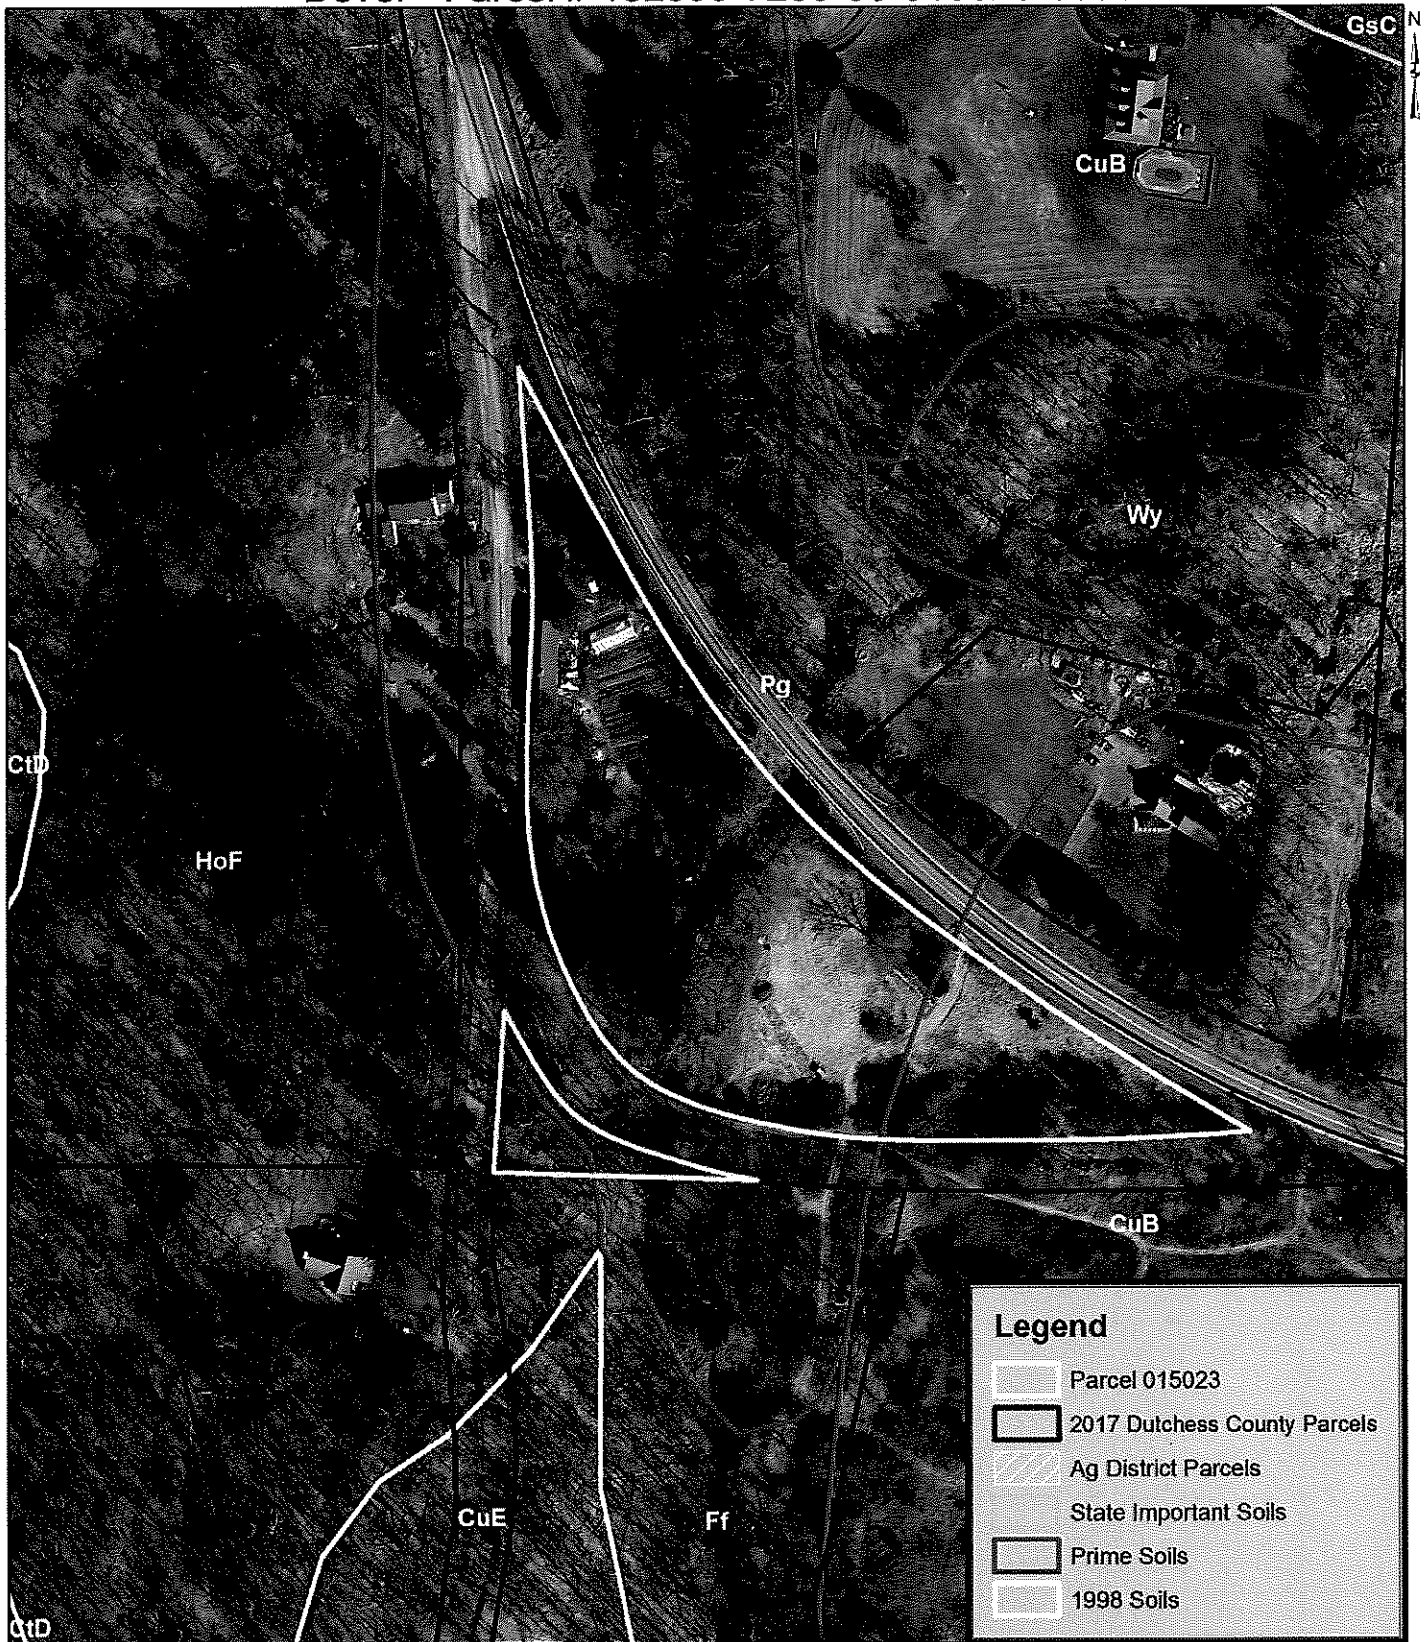 N
GsC
CuB
Wy
Pg
CtD
HoF
CuB
CuE
Ff
CtD
Legend
Parcel 015023
2017 Dutchess County Parcels
Ag District Parcels
State Important Soils
Prime Soils
1998 Soils